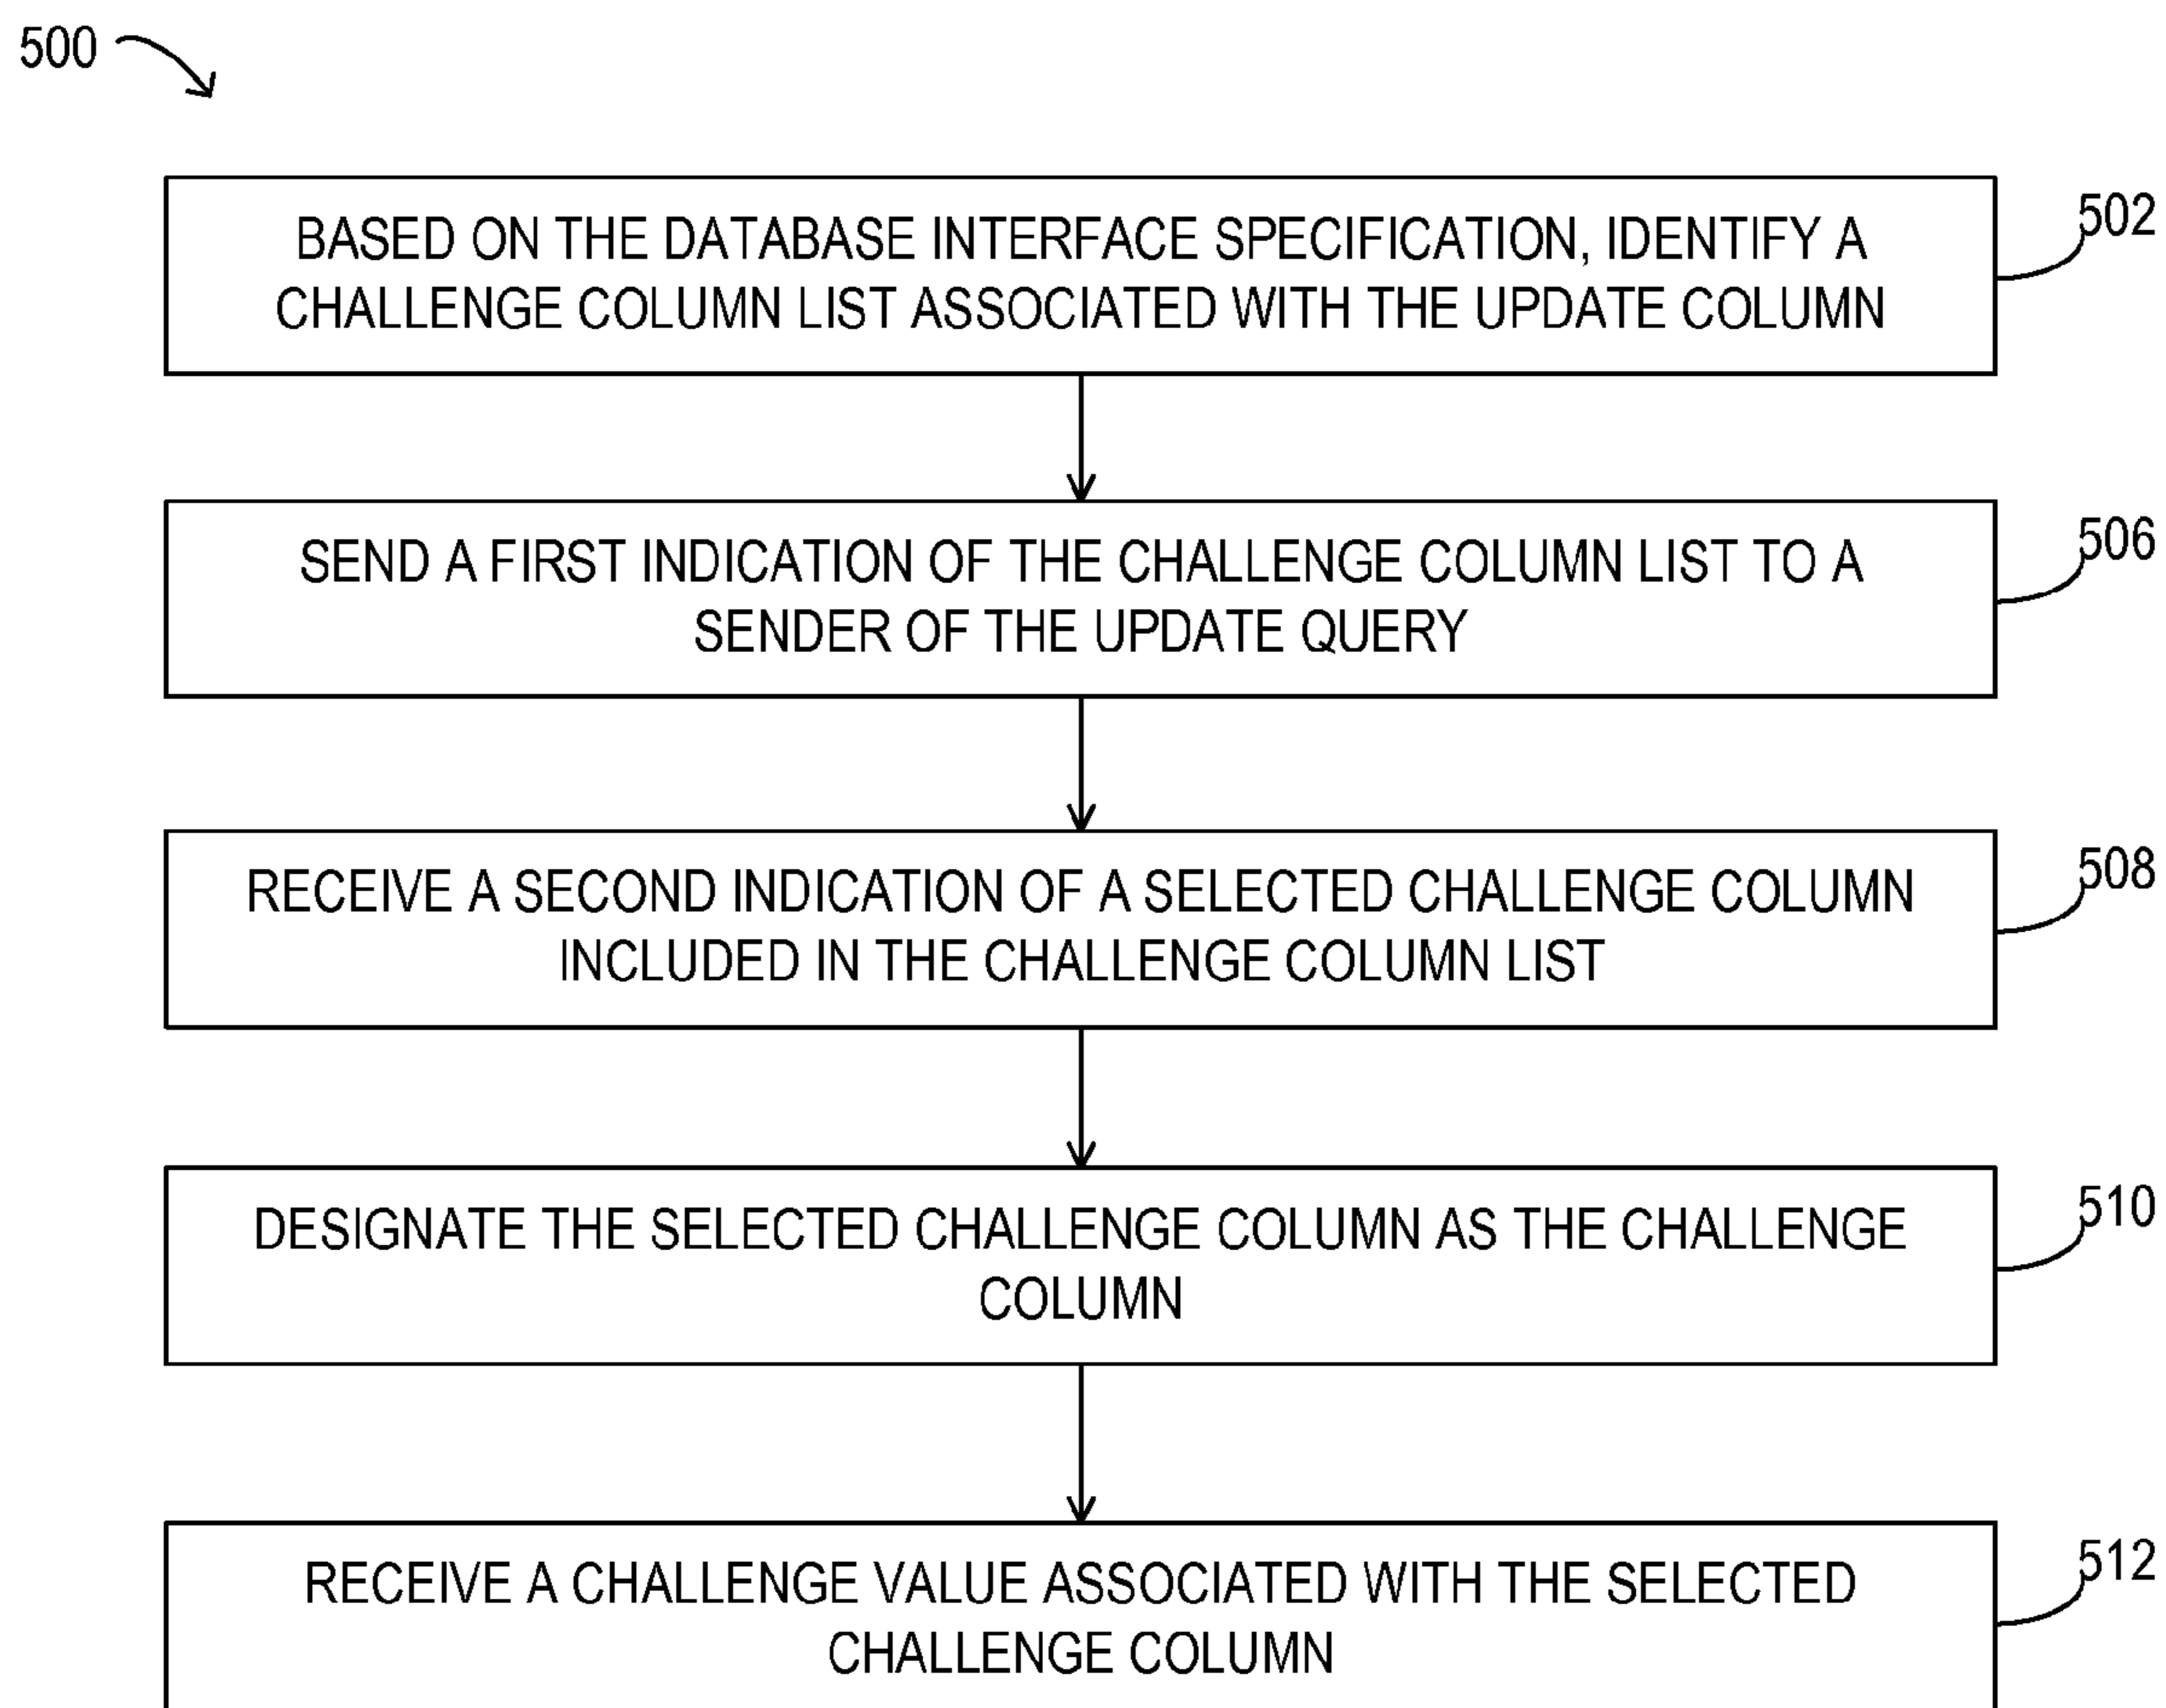 500
BASED ON THE DATABASE INTERFACE SPECIFICATION, IDENTIFY A
CHALLENGE COLUMN LIST ASSOCIATED WITH THE UPDATE COLUMN
502
SEND A FIRST INDICATION OF THE CHALLENGE COLUMN LIST TO A
SENDER OF THE UPDATE QUERY
506
RECEIVE A SECOND INDICATION OF A SELECTED CHALLENGE COLUMN
INCLUDED IN THE CHALLENGE COLUMN LIST
508
DESIGNATE THE SELECTED CHALLENGE COLUMN AS THE CHALLENGE
COLUMN
510
RECEIVE A CHALLENGE VALUE ASSOCIATED WITH THE SELECTED
CHALLENGE COLUMN
512